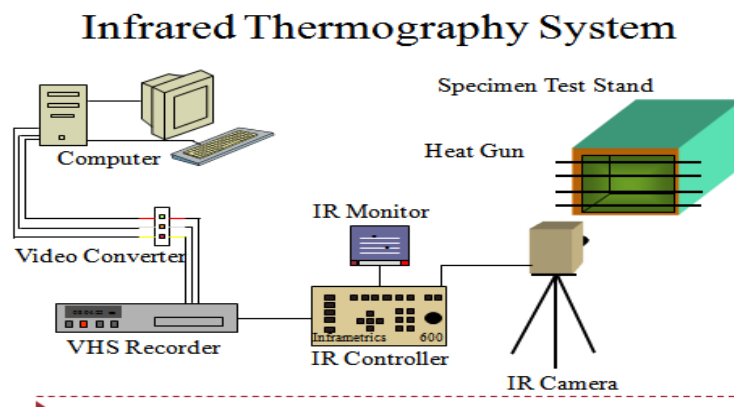 Infrared Thermography System
Specimen Test Stand
Heat Gun
Computer
IR Monitor
Video Converter
Inframetrics 600
VHS Recorder
IR Controller
IR Camera